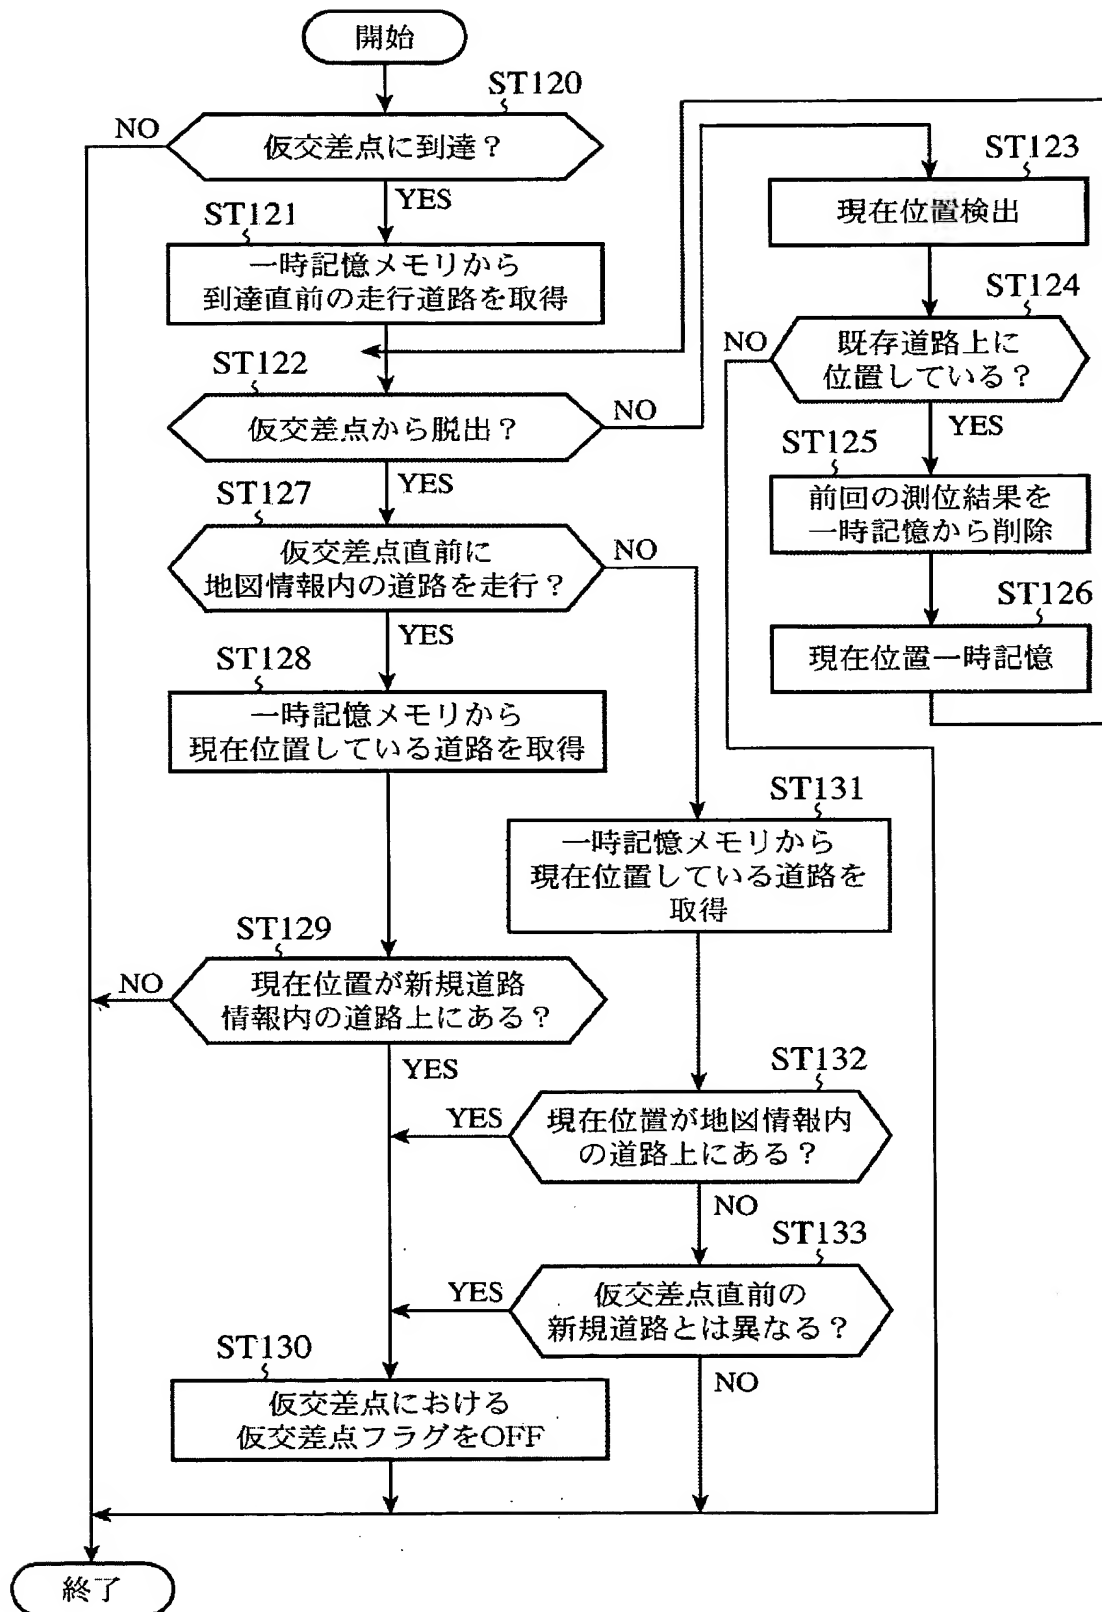 開始
ST120
仮交差点に到達？
NO
YES
ST121
一時記憶メモリから
到達直前の走行道路を取得
ST122
仮交差点から脱出？
NO
YES
ST123
現在位置検出
ST124
既存道路上に
位置している？
NO
YES
ST125
前回の測位結果を
一時記憶から削除
ST126
現在位置一時記憶
ST127
仮交差点直前に
地図情報内の道路を走行？
NO
YES
ST128
一時記憶メモリから
現在位置している道路を取得
ST129
現在位置が新規道路
情報内の道路上にある？
NO
YES
ST131
一時記憶メモリから
現在位置している道路を
取得
ST132
現在位置が地図情報内
の道路上にある？
YES
NO
ST133
仮交差点直前の
新規道路とは異なる？
YES
NO
ST130
仮交差点における
仮交差点フラグをOFF
終了